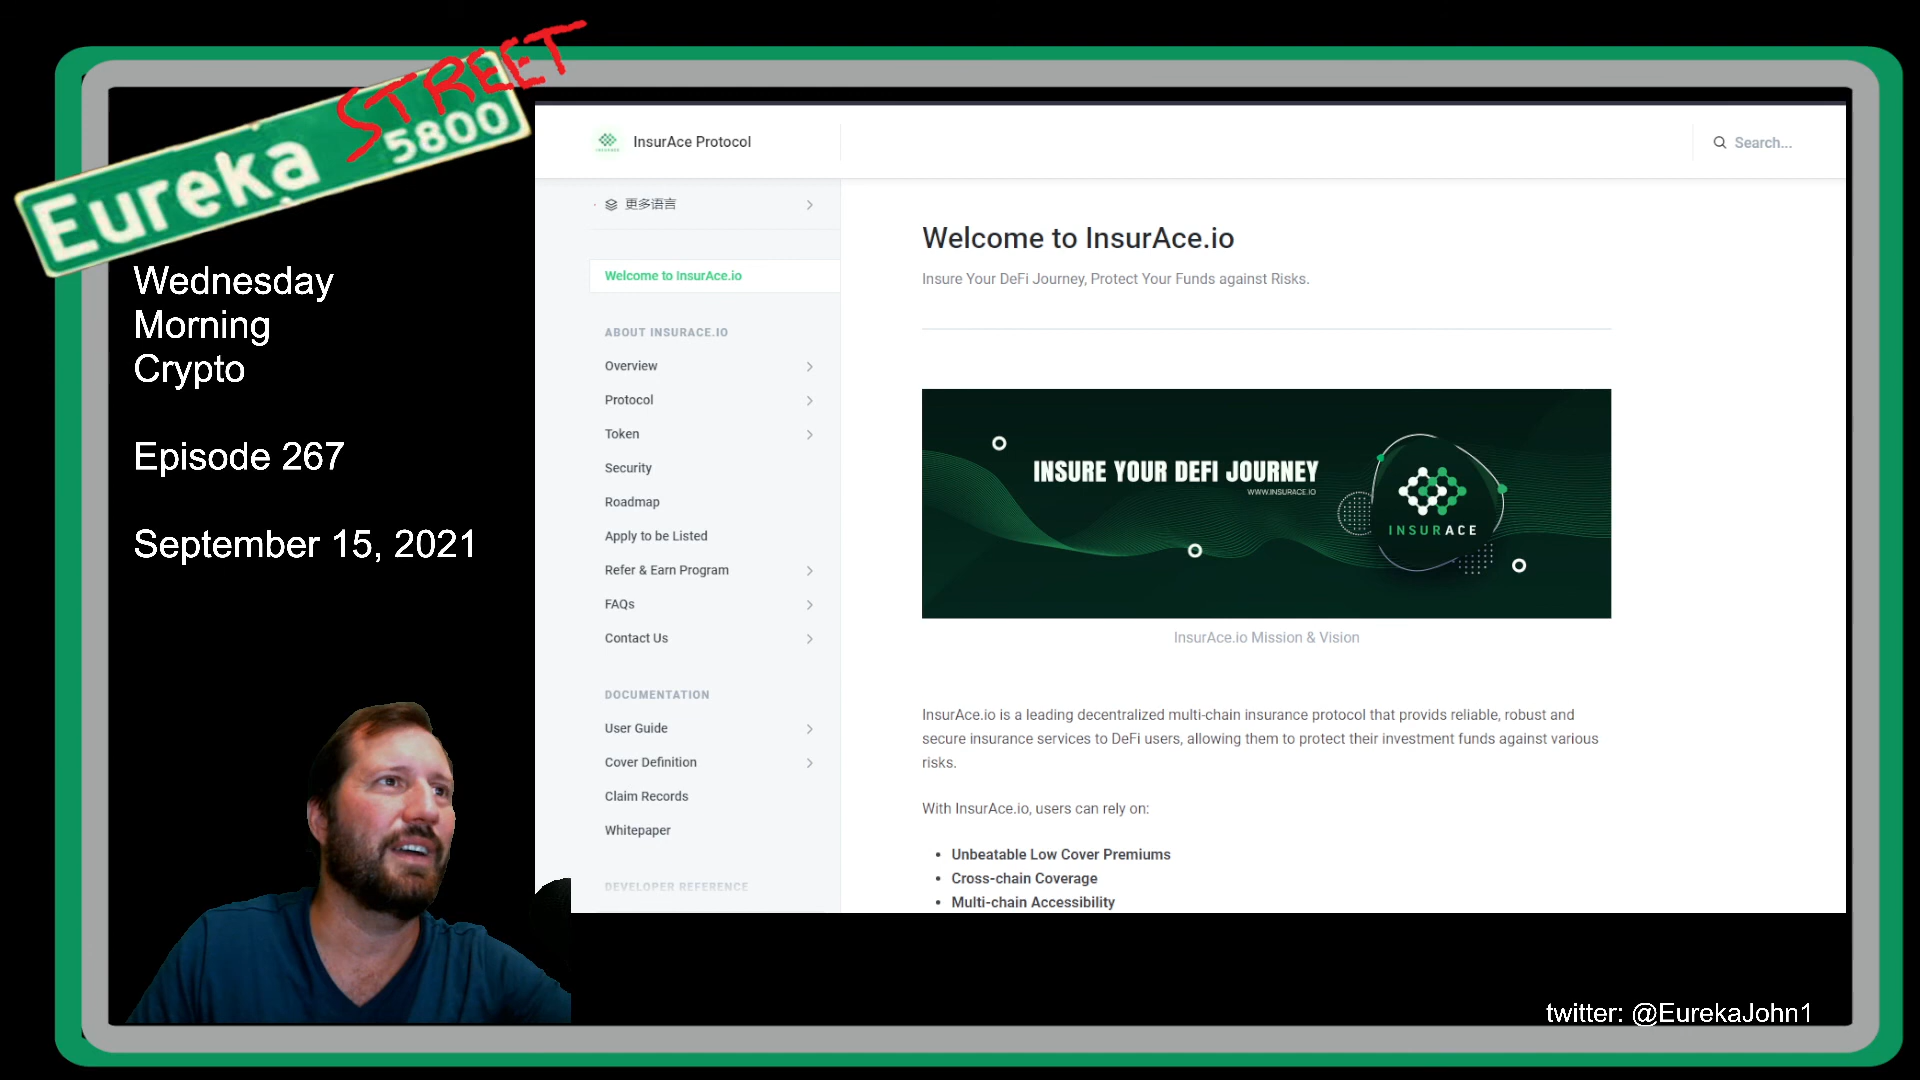 Eureka
STREET
5800
Wednesday
Morning
Crypto
Episode 267
September 15, 2021
InsurAce Protocol
Search...
更多语言
Welcome to InsurAce.io
ABOUT INSURACE.IO
Overview
Protocol
Token
Security
Roadmap
Apply to be Listed
Refer & Earn Program
FAQs
Contact Us
DOCUMENTATION
User Guide
Cover Definition
Claim Records
Whitepaper
DEVELOPER REFERENCE
Welcome to InsurAce.io
Insure Your DeFi Journey, Protect Your Funds against Risks.
INSURE YOUR DEFI JOURNEY
WWW.INSURACE.IO
INSURACE
InsurAce.io Mission & Vision
InsurAce.io is a leading decentralized multi-chain insurance protocol that provids reliable, robust and
secure insurance services to DeFi users, allowing them to protect their investment funds against various
risks.
With InsurAce.io, users can rely on:
• Unbeatable Low Cover Premiums
• Cross-chain Coverage
• Multi-chain Accessibility
twitter: @EurekaJohn1